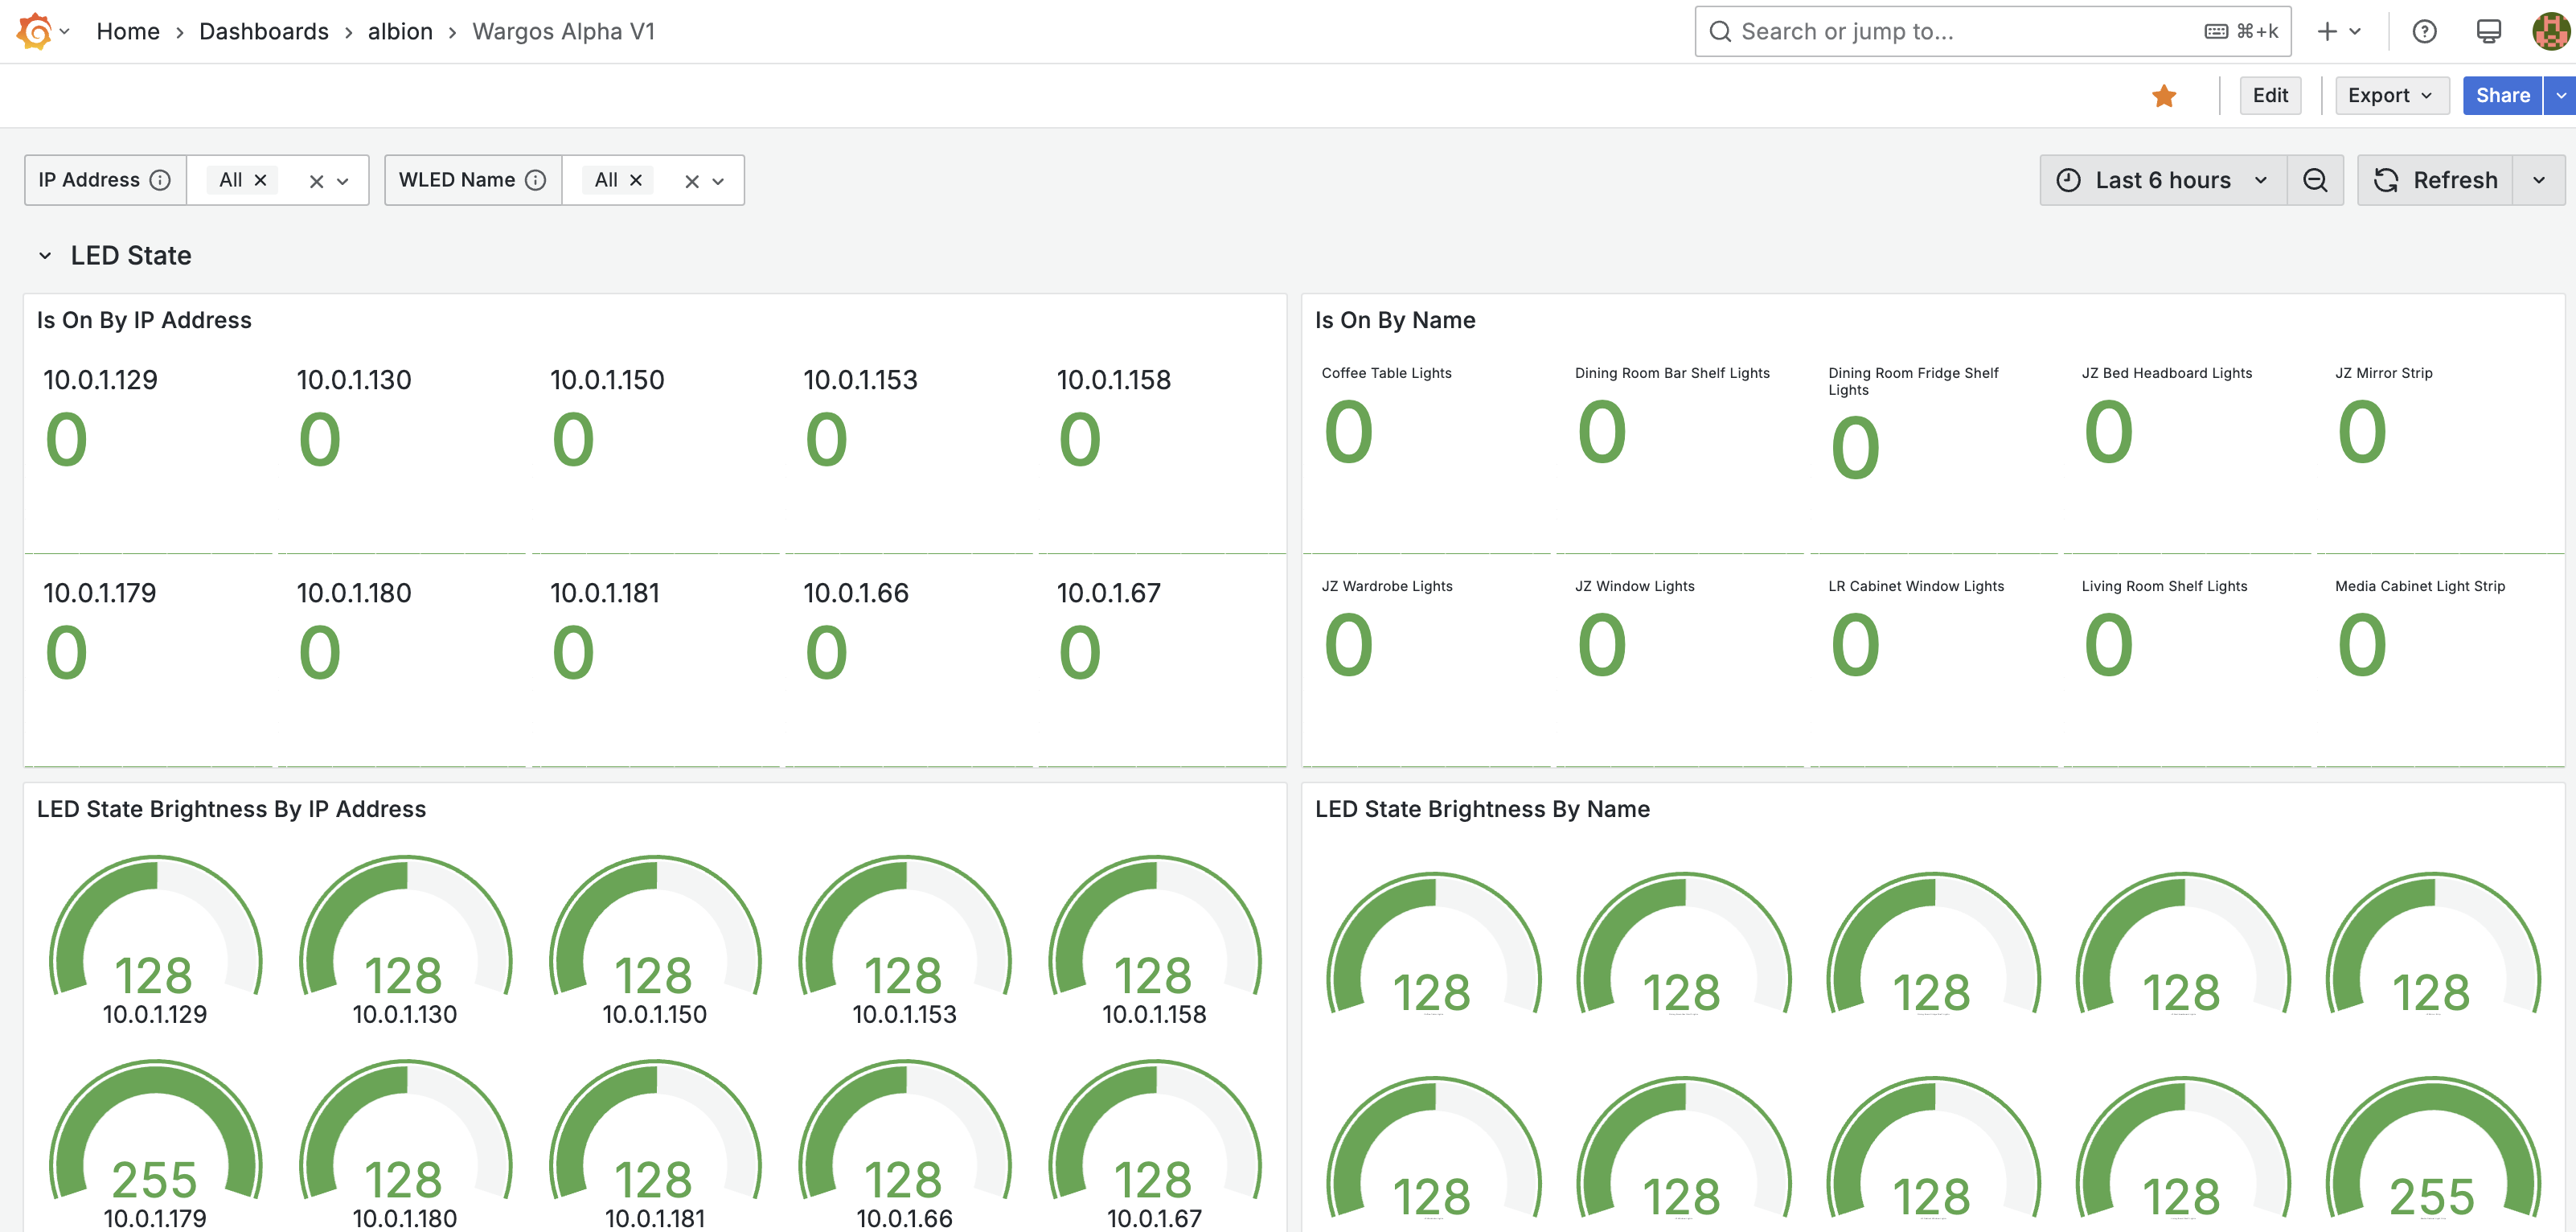 Home > Dashboards > albion > Wargos Alpha V1
Search or jump to... ⌘+k
Edit Export Share
IP Address All WLED Name All Last 6 hours Refresh
LED State
Is On By IP Address
10.0.1.129 10.0.1.130 10.0.1.150 10.0.1.153 10.0.1.158
0 0 0 0 0
10.0.1.179 10.0.1.180 10.0.1.181 10.0.1.66 10.0.1.67
0 0 0 0 0
Is On By Name
Coffee Table Lights Dining Room Bar Shelf Lights Dining Room Fridge Shelf JZ Bed Headboard Lights JZ Mirror Strip
Lights
0 0 0 0 0
JZ Wardrobe Lights JZ Window Lights LR Cabinet Window Lights Living Room Shelf Lights Media Cabinet Light Strip
0 0 0 0 0
LED State Brightness By IP Address
128 128 128 128 128
10.0.1.129 10.0.1.130 10.0.1.150 10.0.1.153 10.0.1.158
255 128 128 128 128
10.0.1.179 10.0.1.180 10.0.1.181 10.0.1.66 10.0.1.67
LED State Brightness By Name
128 128 128 128 128
128 128 128 128 255